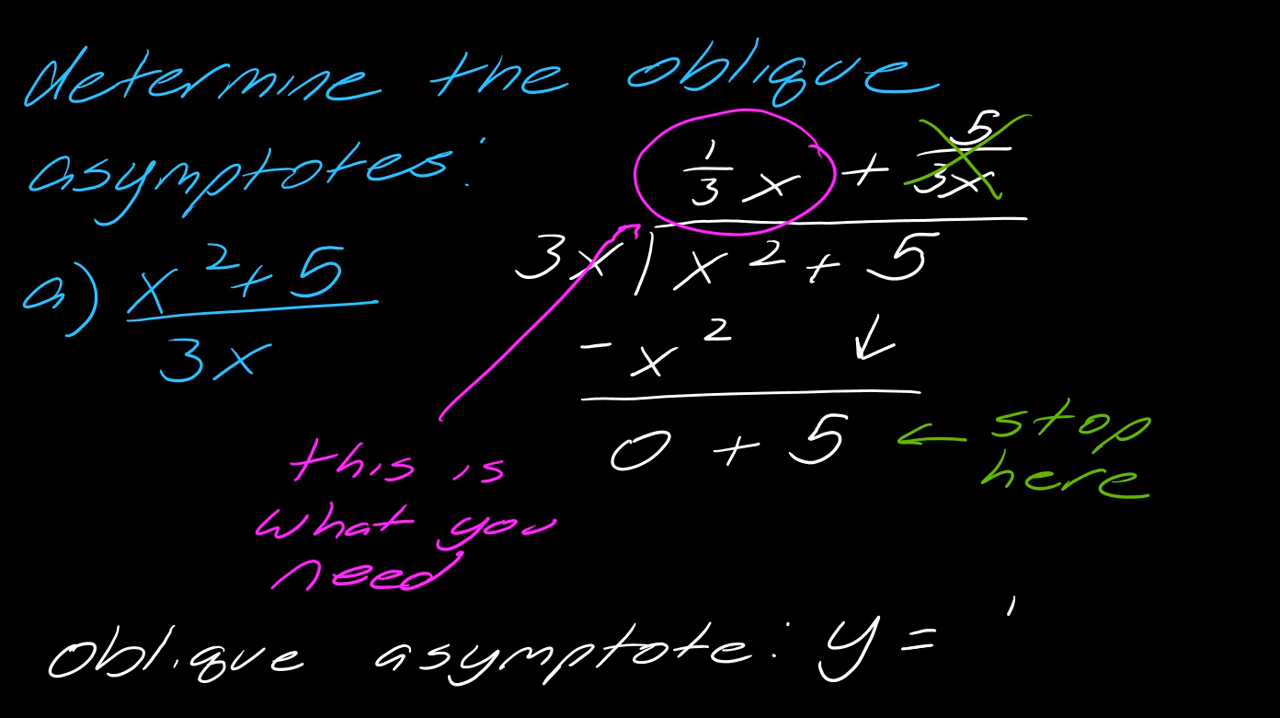 determine the oblique
asymptotes:
a) x² + 5
3x
1/3 x + 5/3x
3x) x² + 5
- x² ↓
0 + 5 ← stop
here
this is
what you
need
oblique asymptote: y = '